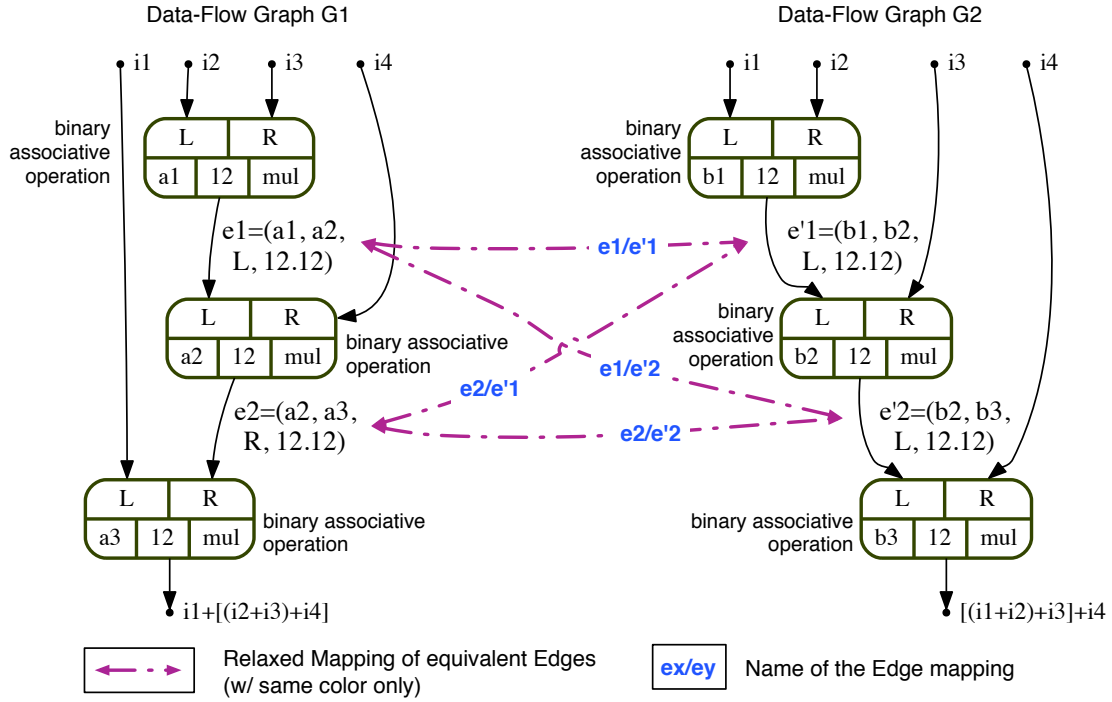 Data-Flow Graph G1
i1
i2
i3
i4
binary
associative
operation
L
R
a1
12
mul
e1=(a1, a2,
L, 12.12)
L
R
a2
12
mul
binary associative
operation
e2=(a2, a3,
R, 12.12)
L
R
a3
12
mul
binary associative
operation
i1+[(i2+i3)+i4]
e1/e'1
e1/e'2
e2/e'1
e2/e'2
Data-Flow Graph G2
i1
i2
i3
i4
binary
associative
operation
L
R
b1
12
mul
e'1=(b1, b2,
L, 12.12)
binary
associative
operation
L
R
b2
12
mul
e'2=(b2, b3,
L, 12.12)
binary associative
operation
L
R
b3
12
mul
[(i1+i2)+i3]+i4
Relaxed Mapping of equivalent Edges
(w/ same color only)
ex/ey
Name of the Edge mapping